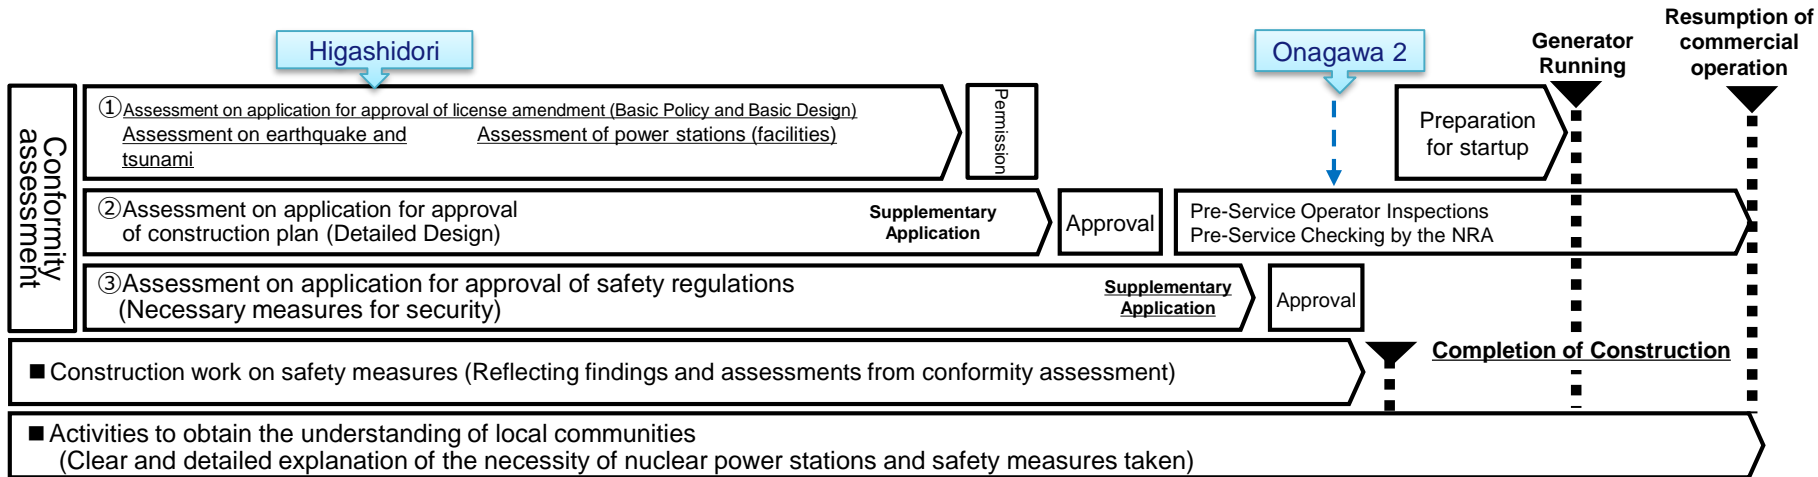 Higashidori
Onagawa 2
Generator
Running
Resumption of
commercial
operation
Conformity
assessment
①Assessment on application for approval of license amendment (Basic Policy and Basic Design)
Assessment on earthquake and
tsunami
Assessment of power stations (facilities)
Permission
Preparation
for startup
②Assessment on application for approval
of construction plan (Detailed Design)
Supplementary
Application
Approval
Pre-Service Operator Inspections
Pre-Service Checking by the NRA
③Assessment on application for approval of safety regulations
(Necessary measures for security)
Supplementary
Application
Approval
■ Construction work on safety measures (Reflecting findings and assessments from conformity assessment)
Completion of Construction
■ Activities to obtain the understanding of local communities
(Clear and detailed explanation of the necessity of nuclear power stations and safety measures taken)